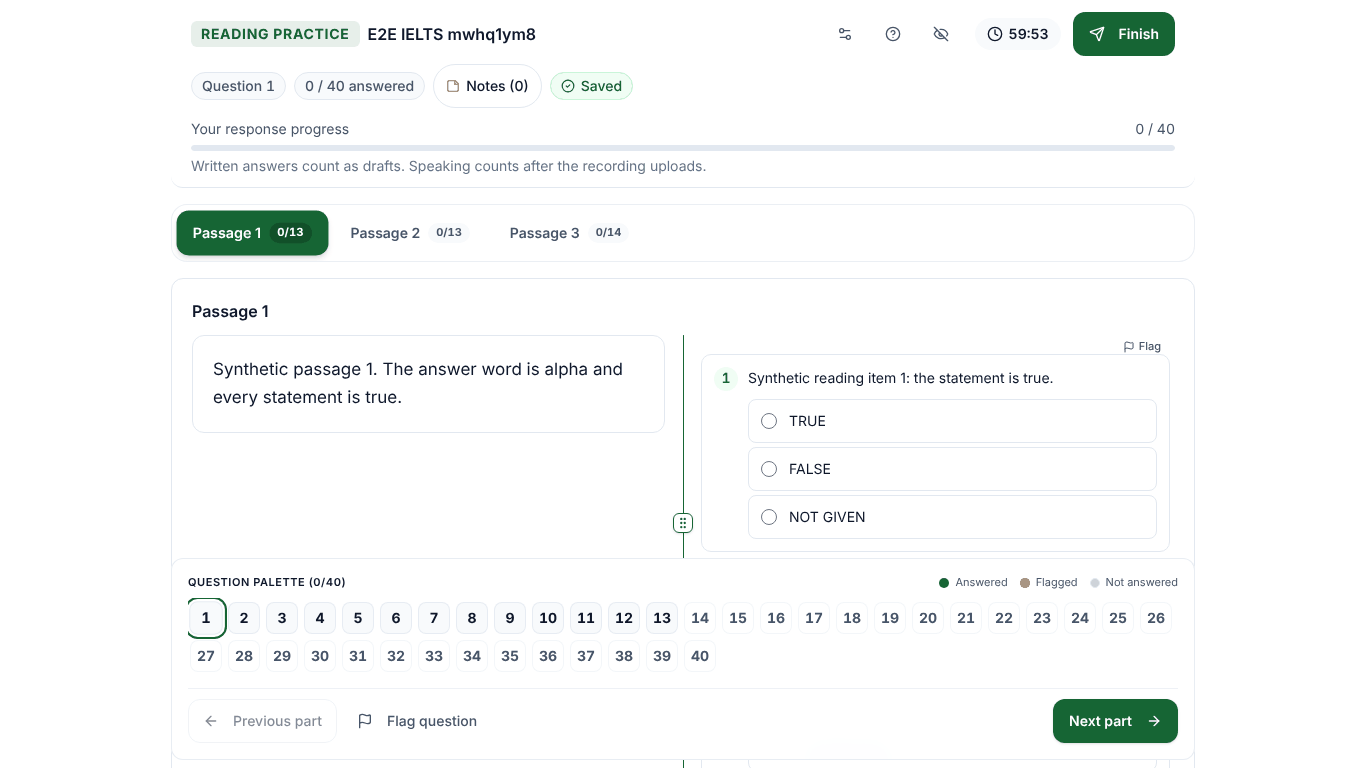 READING PRACTICE E2E IELTS mwhq1ym8 59:53 Finish
Question 1 0 / 40 answered Notes (0) Saved
Your response progress 0 / 40
Written answers count as drafts. Speaking counts after the recording uploads.
Passage 1 0/13 Passage 2 0/13 Passage 3 0/14
Passage 1
Synthetic passage 1. The answer word is alpha and
every statement is true.
Flag
1 Synthetic reading item 1: the statement is true.
TRUE
FALSE
NOT GIVEN
QUESTION PALETTE (0/40) Answered Flagged Not answered
1 2 3 4 5 6 7 8 9 10 11 12 13 14 15 16 17 18 19 20 21 22 23 24 25 26
27 28 29 30 31 32 33 34 35 36 37 38 39 40
Previous part Flag question Next part